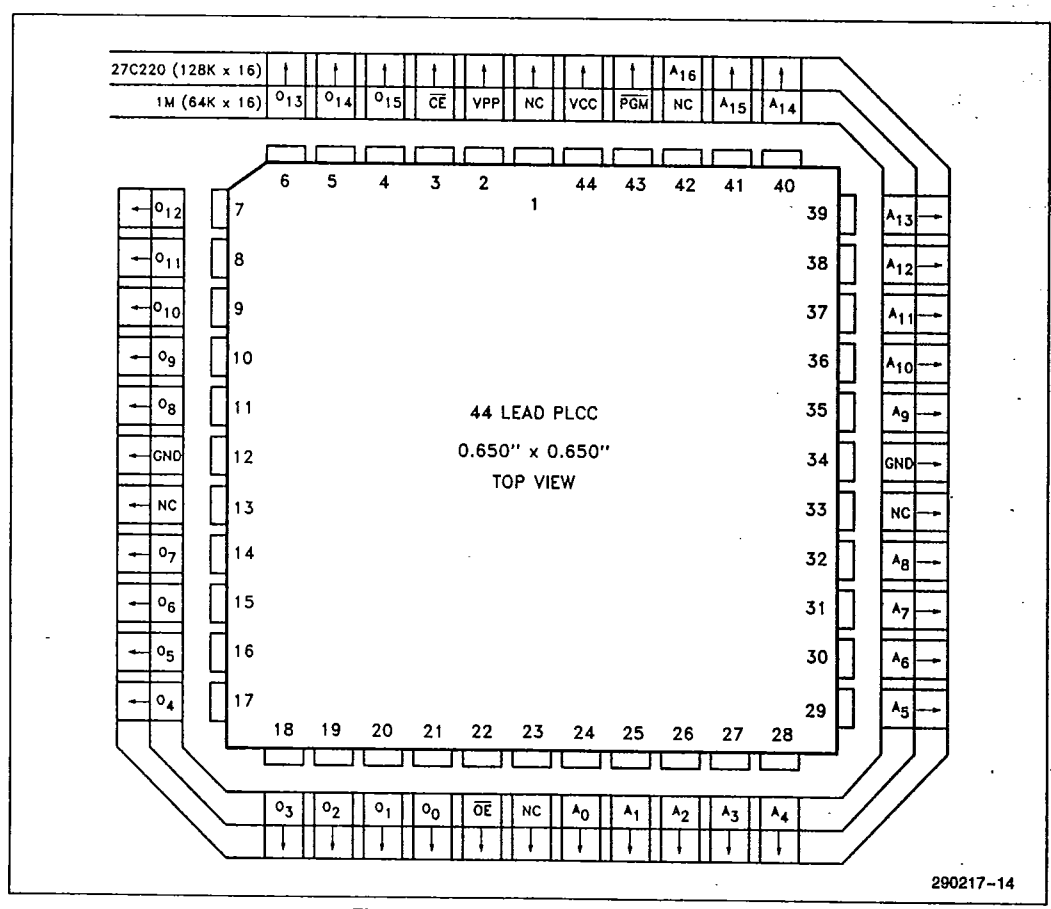 27C220 (128K x 16) A16
1M (64K x 16) O13 O14 O15 CE VPP NC VCC PGM NC A15 A14
6 5 4 3 2 1 44 43 42 41 40
O12 7 39 A13
O11 8 38 A12
O10 9 37 A11
O9 10 36 A10
O8 11 35 A9
GND 12 34 GND
NC 13 33 NC
O7 14 32 A8
O6 15 31 A7
O5 16 30 A6
O4 17 29 A5
44 LEAD PLCC
0.650" x 0.650"
TOP VIEW
18 19 20 21 22 23 24 25 26 27 28
O3 O2 O1 O0 OE NC A0 A1 A2 A3 A4
290217-14